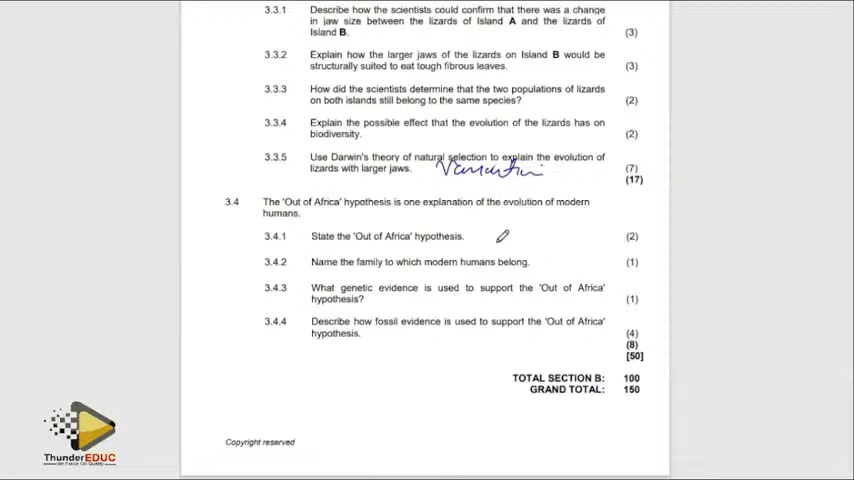 3.3.1 Describe how the scientists could confirm that there was a change
in jaw size between the lizards of Island A and the lizards of
Island B. (3)
3.3.2 Explain how the larger jaws of the lizards on Island B would be
structurally suited to eat tough fibrous leaves. (3)
3.3.3 How did the scientists determine that the two populations of lizards
on both islands still belong to the same species? (2)
3.3.4 Explain the possible effect that the evolution of the lizards has on
biodiversity. (2)
3.3.5 Use Darwin's theory of natural selection to explain the evolution of
lizards with larger jaws. (7)
(17)
3.4 The 'Out of Africa' hypothesis is one explanation of the evolution of modern
humans.
3.4.1 State the 'Out of Africa' hypothesis. (2)
3.4.2 Name the family to which modern humans belong. (1)
3.4.3 What genetic evidence is used to support the 'Out of Africa'
hypothesis? (1)
3.4.4 Describe how fossil evidence is used to support the 'Out of Africa'
hypothesis. (4)
(8)
[50]
TOTAL SECTION B: 100
GRAND TOTAL: 150
Copyright reserved
ThunderEDUC
We Focus On Quality